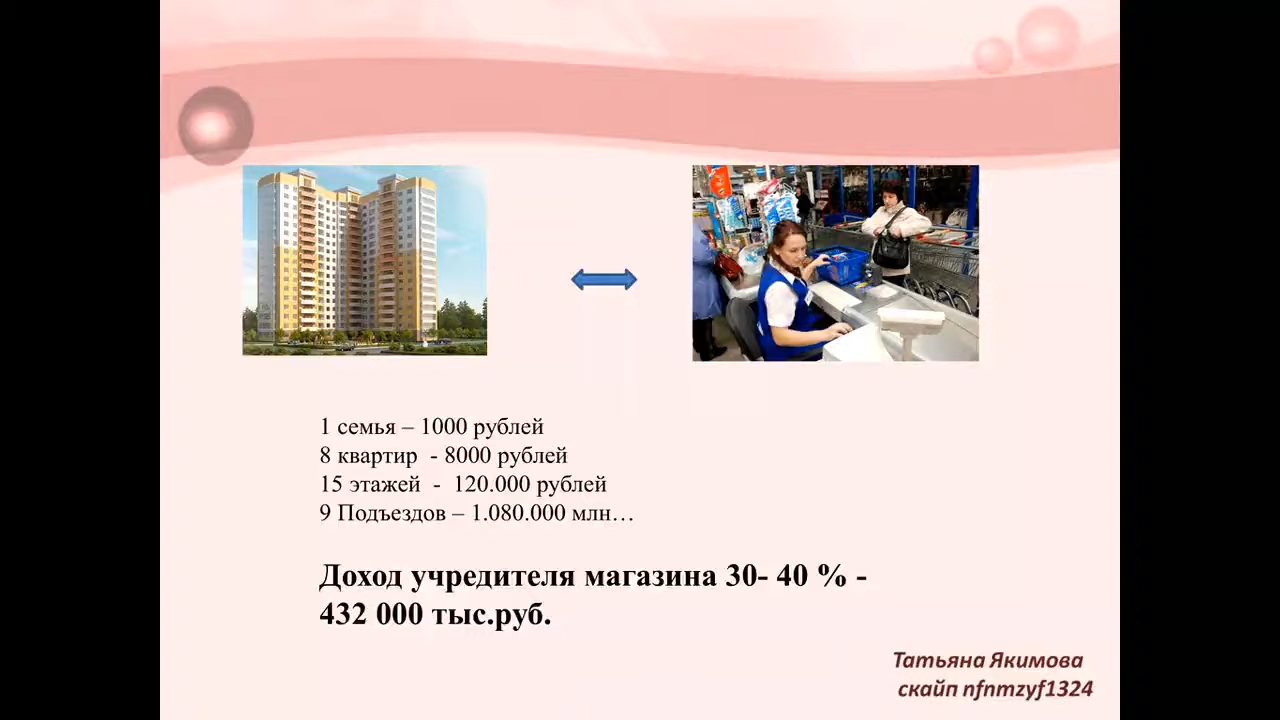 1 семья – 1000 рублей
8 квартир - 8000 рублей
15 этажей - 120.000 рублей
9 Подъездов – 1.080.000 млн…
Доход учредителя магазина 30- 40 % -
432 000 тыс.руб.
Татьяна Якимова
скайп nfnmzyf1324